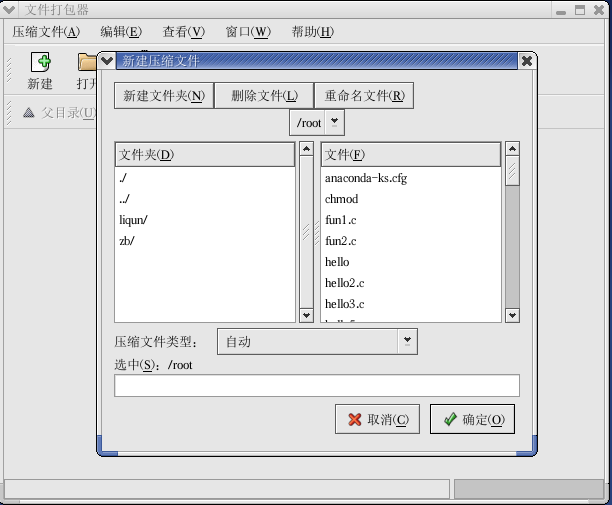 文件打包器
压缩文件(A) 编辑(E) 查看(V) 窗口(W) 帮助(H)
新建 打开
父目录(U)
新建压缩文件
新建文件夹(N) 删除文件(L) 重命名文件(R)
/root
文件夹(D) 文件(F)
./ anaconda-ks.cfg
../ chmod
liqun/ fun1.c
zb/ fun2.c
hello
hello2.c
hello3.c
压缩文件类型： 自动
选中(S)： /root
取消(C) 确定(O)